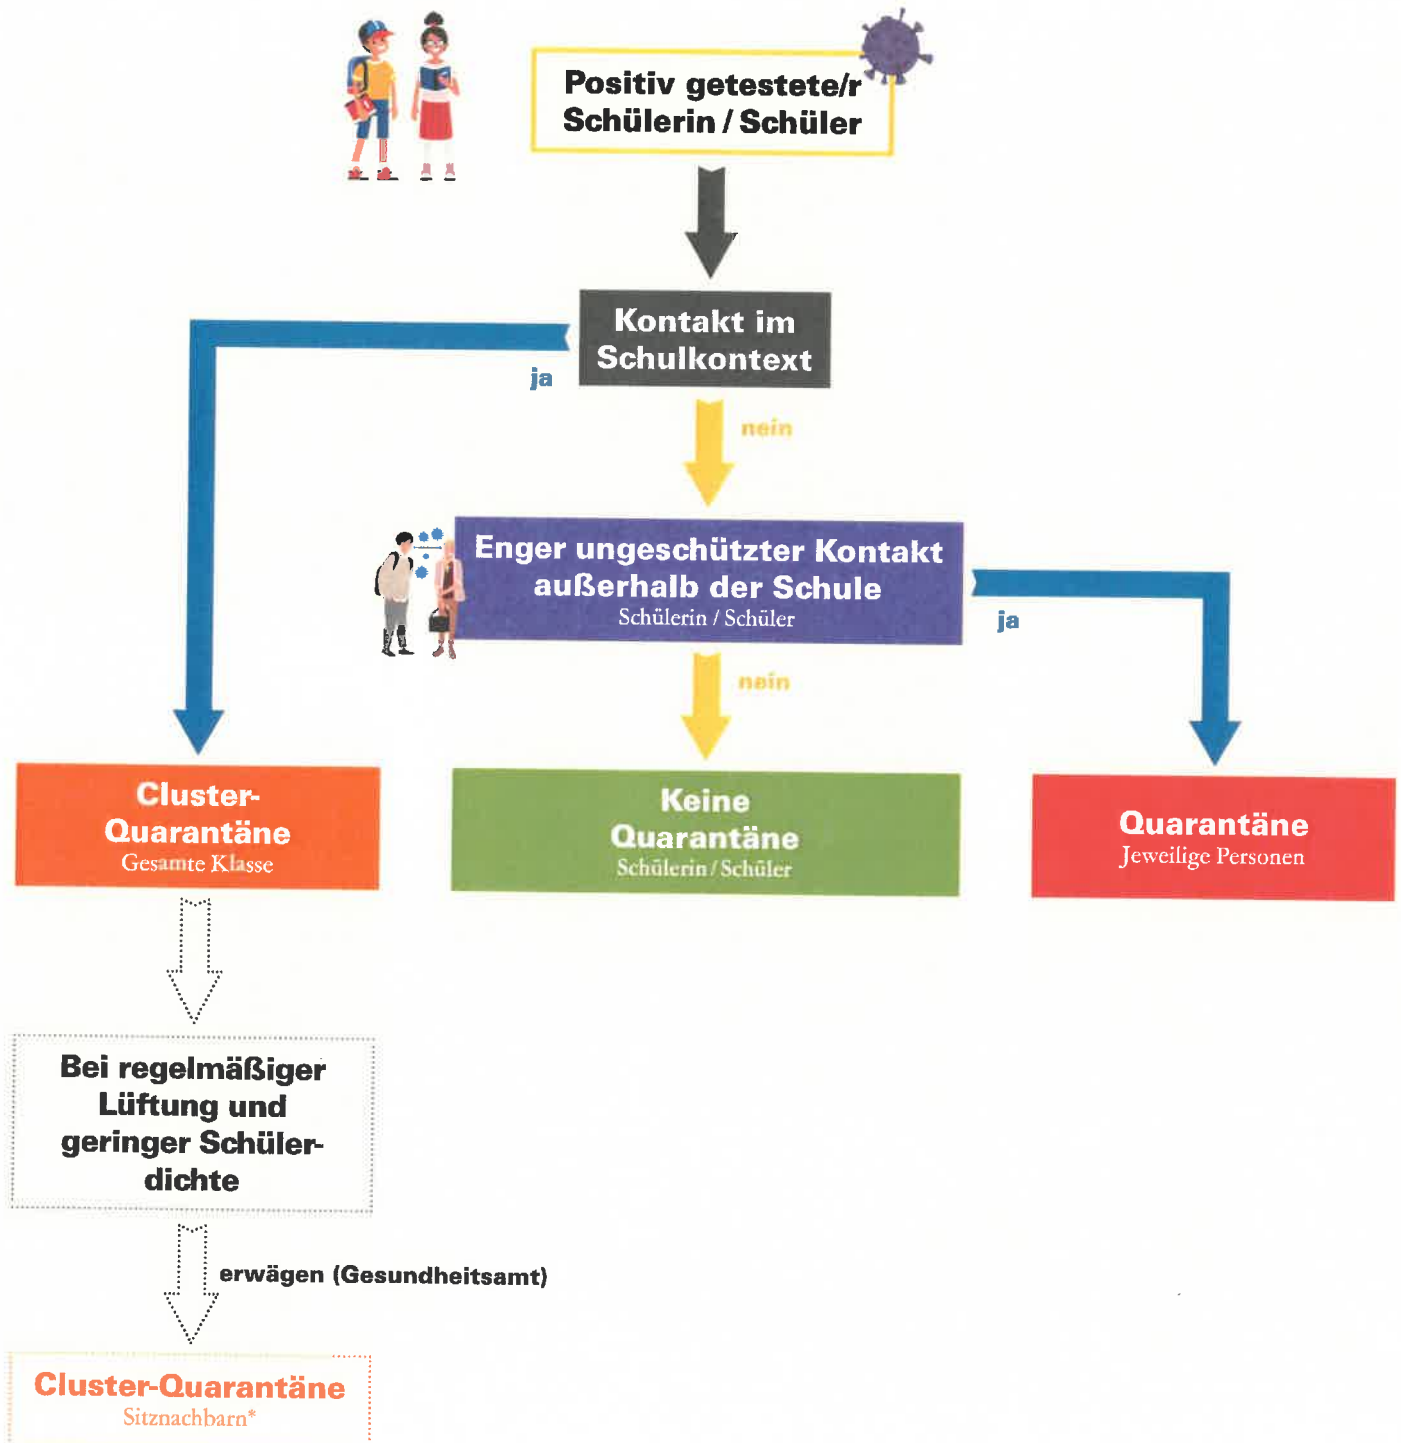 Positiv getestete/r
Schülerin / Schüler
Kontakt im
Schulkontext
ja
nein
Enger ungeschützter Kontakt
außerhalb der Schule
Schülerin / Schüler
ja
nein
Cluster-
Quarantäne
Gesamte Klasse
Keine
Quarantäne
Schülerin / Schüler
Quarantäne
Jeweilige Personen
Bei regelmäßiger
Lüftung und
geringer Schüler-
dichte
erwägen (Gesundheitsamt)
Cluster-Quarantäne
Sitznachbarn*